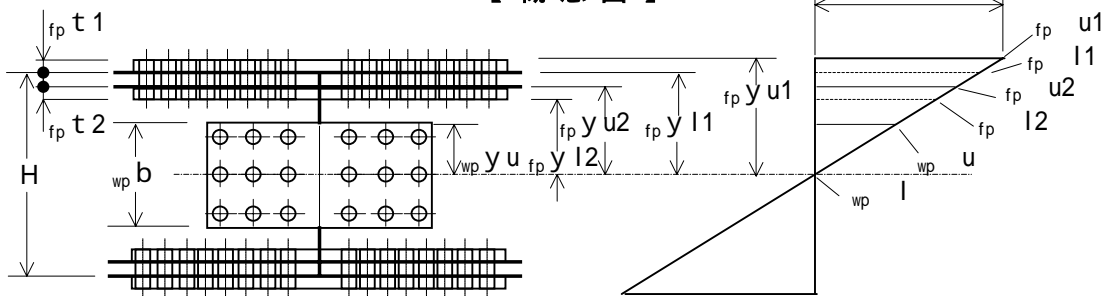 【 概 念 図 】
fp t 1
fp t 2
H
wp b
fp y u1
fp y l1
fp y u2
fp y l2
wp y u
fp u1
fp l1
fp u2
fp l2
wp u
wp l